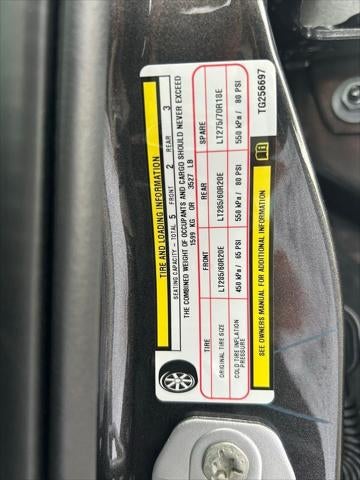 TIRE AND LOADING INFORMATION
SEATING CAPACITY - TOTAL 5 FRONT 2 REAR 3
THE COMBINED WEIGHT OF OCCUPANTS AND CARGO SHOULD NEVER EXCEED
1599 KG OR 3527 LB
TIRE FRONT REAR SPARE
ORIGINAL TIRE SIZE LT285/60R20E LT285/60R20E LT275/70R18E
COLD TIRE INFLATION PRESSURE 450 kPa/ 65 PSI 550 kPa/ 80 PSI 550 kPa/ 80 PSI
SEE OWNERS MANUAL FOR ADDITIONAL INFORMATION
TG256697